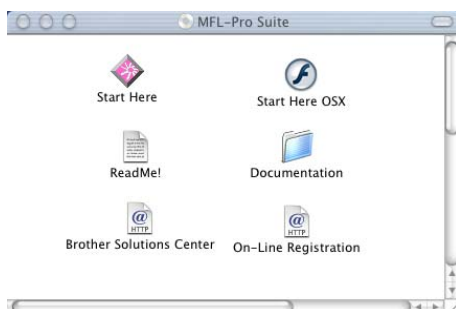 MFL-Pro Suite
Start Here
Start Here OSX
ReadMe!
Documentation
@
HTTP
@
HTTP
Brother Solutions Center
On-Line Registration